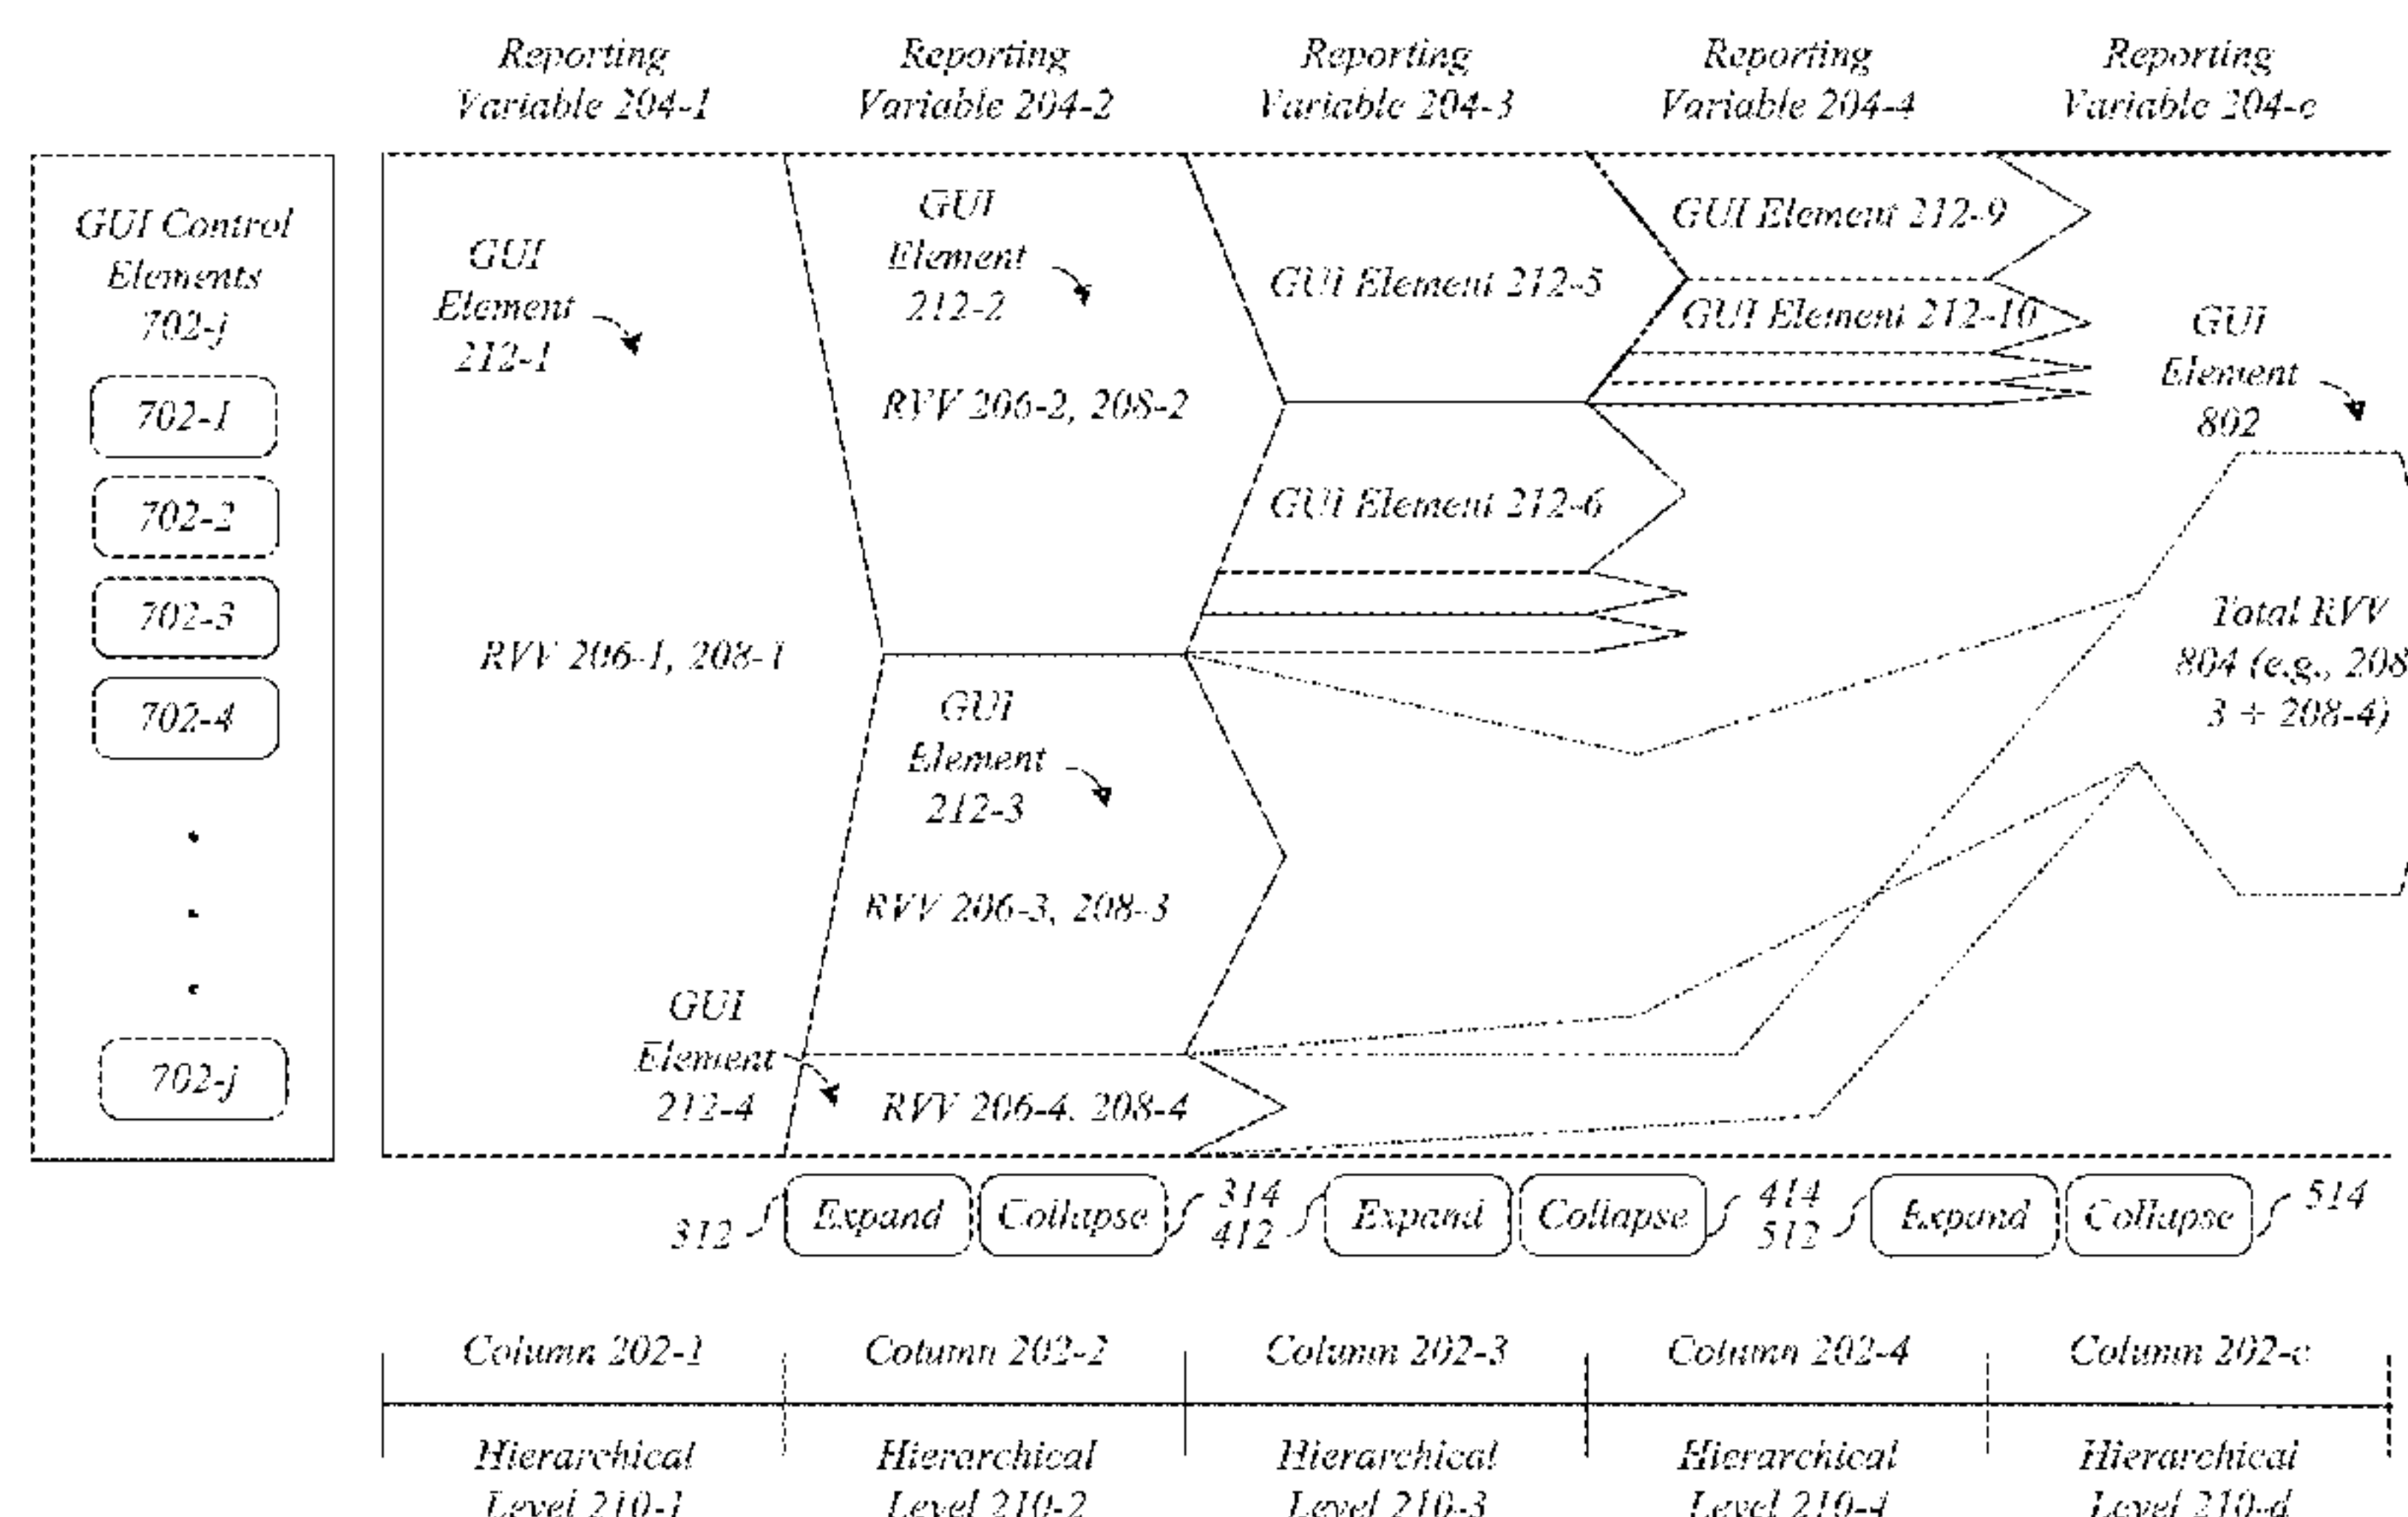 Reporting
Variable 204-1
Reporting
Variable 204-2
Reporting
Variable 204-3
Reporting
Variable 204-4
Reporting
Variable 204-c
GUI Control
Elements
702-j
702-1
702-2
702-3
702-4
702-j
GUI
Element
212-1
RVV 206-1, 208-1
GUI
Element
212-2
RVV 206-2, 208-2
GUI
Element
212-3
RVV 206-3, 208-3
GUI
Element
212-4
RVV 206-4, 208-4
GUI Element 212-5
GUI Element 212-6
GUI Element 212-9
GUI Element 212-10
GUI
Element
802
Total RVV
804 (e.g., 208
3 + 208-4)
312
Expand
Collapse
314
412
Expand
Collapse
414
512
Expand
Collapse
514
Column 202-1
Column 202-2
Column 202-3
Column 202-4
Column 202-c
Hierarchical
Level 210-1
Hierarchical
Level 210-2
Hierarchical
Level 210-3
Hierarchical
Level 210-4
Hierarchical
Level 210-d